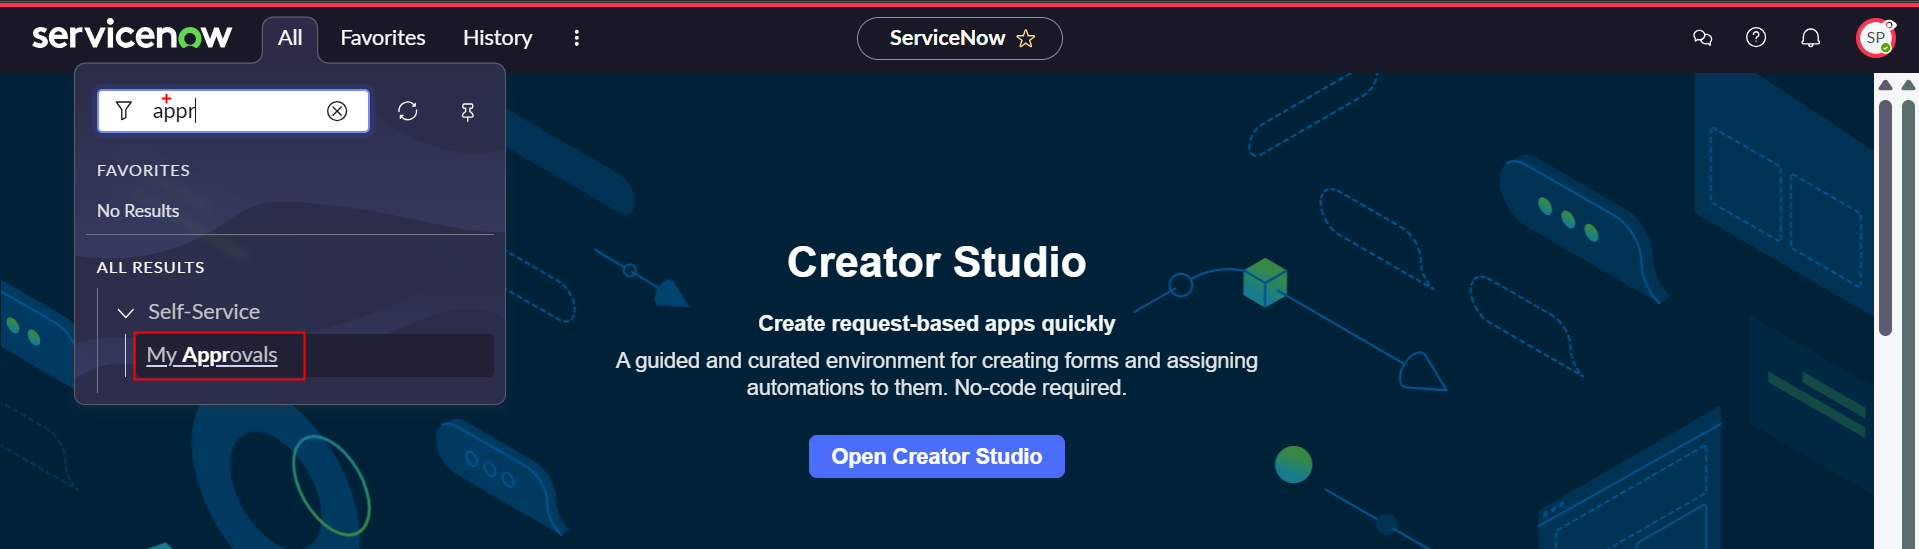 servicenow
All
Favorites
History
ServiceNow
SP
appr
FAVORITES
No Results
ALL RESULTS
Self-Service
My Approvals
Creator Studio
Create request-based apps quickly
A guided and curated environment for creating forms and assigning
automations to them. No-code required.
Open Creator Studio